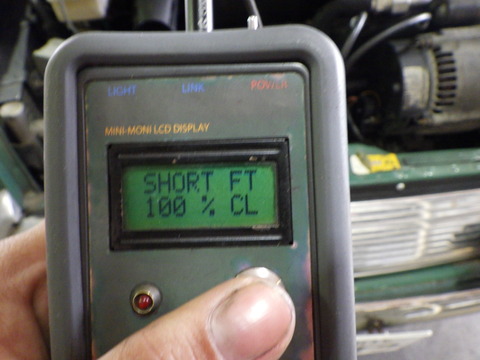 LIGHT LINK POWER
MINI-MONI LCD DISPLAY
SHORT FT
100 % CL